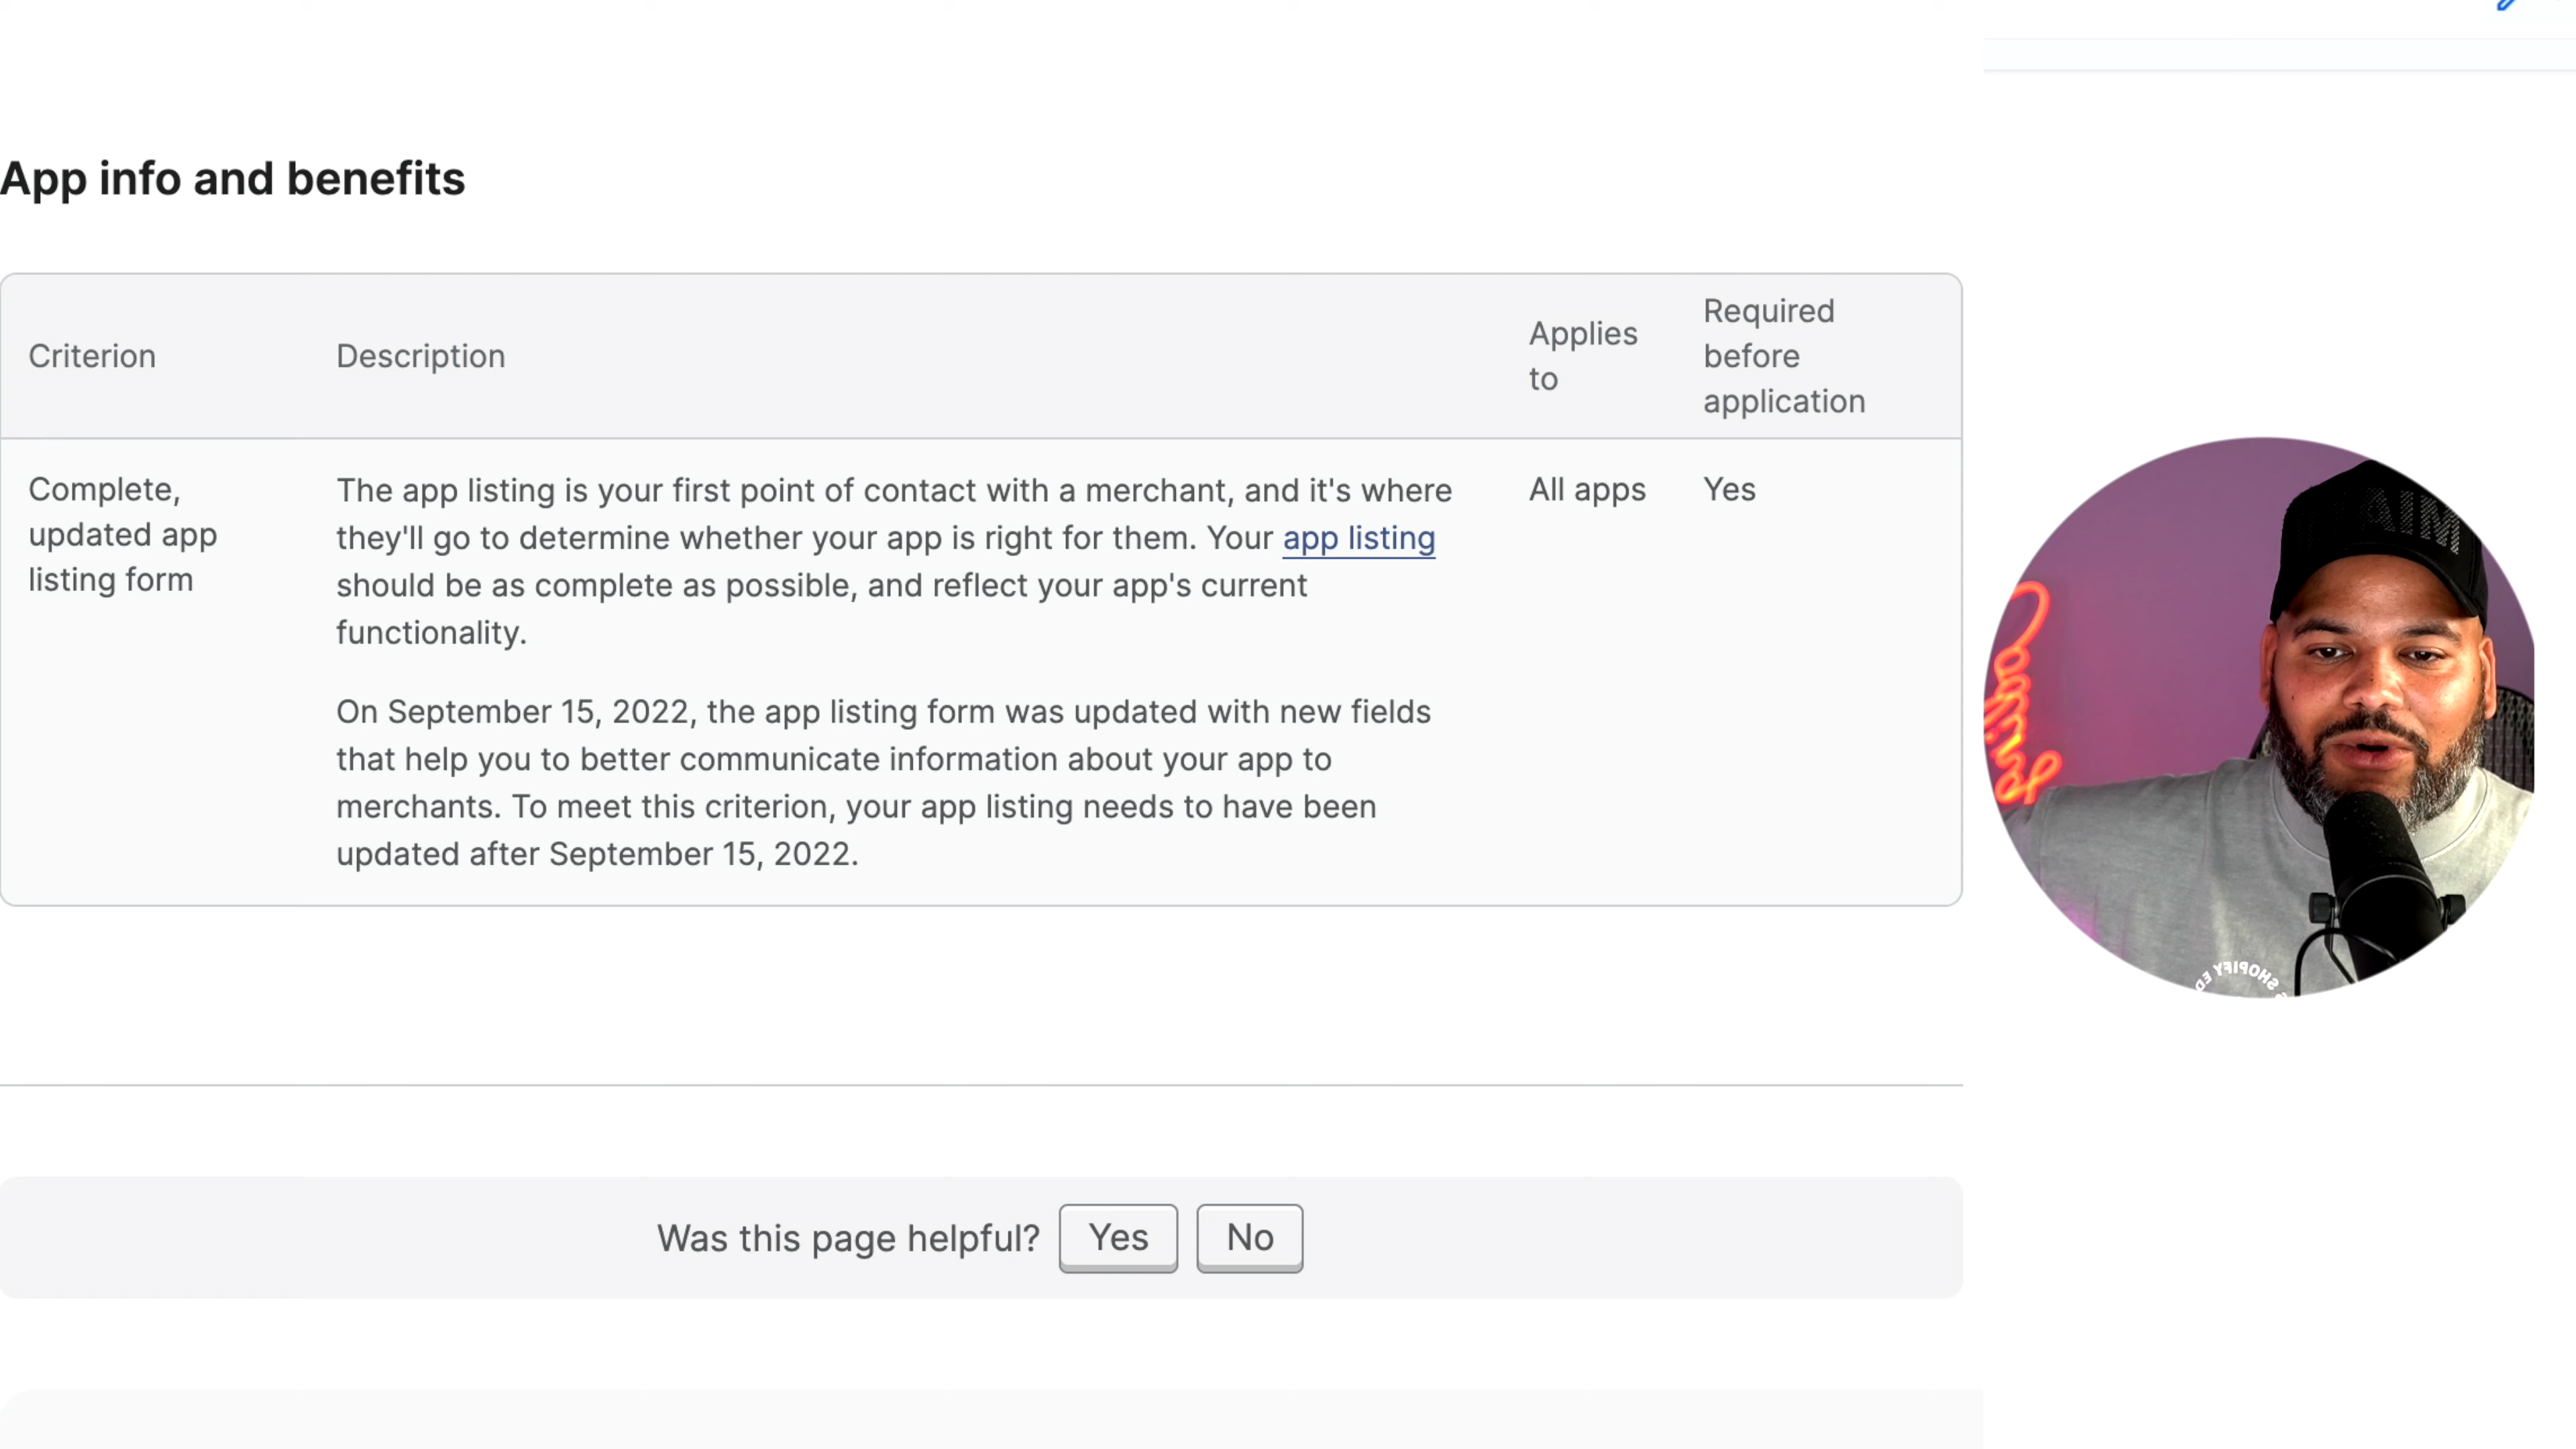 App info and benefits
Criterion
Description
Applies
to
Required
before
application
Complete,
updated app
listing form
The app listing is your first point of contact with a merchant, and it's where
they'll go to determine whether your app is right for them. Your app listing
should be as complete as possible, and reflect your app's current
functionality.
On September 15, 2022, the app listing form was updated with new fields
that help you to better communicate information about your app to
merchants. To meet this criterion, your app listing needs to have been
updated after September 15, 2022.
All apps
Yes
Was this page helpful?
Yes
No
SHOPIFY